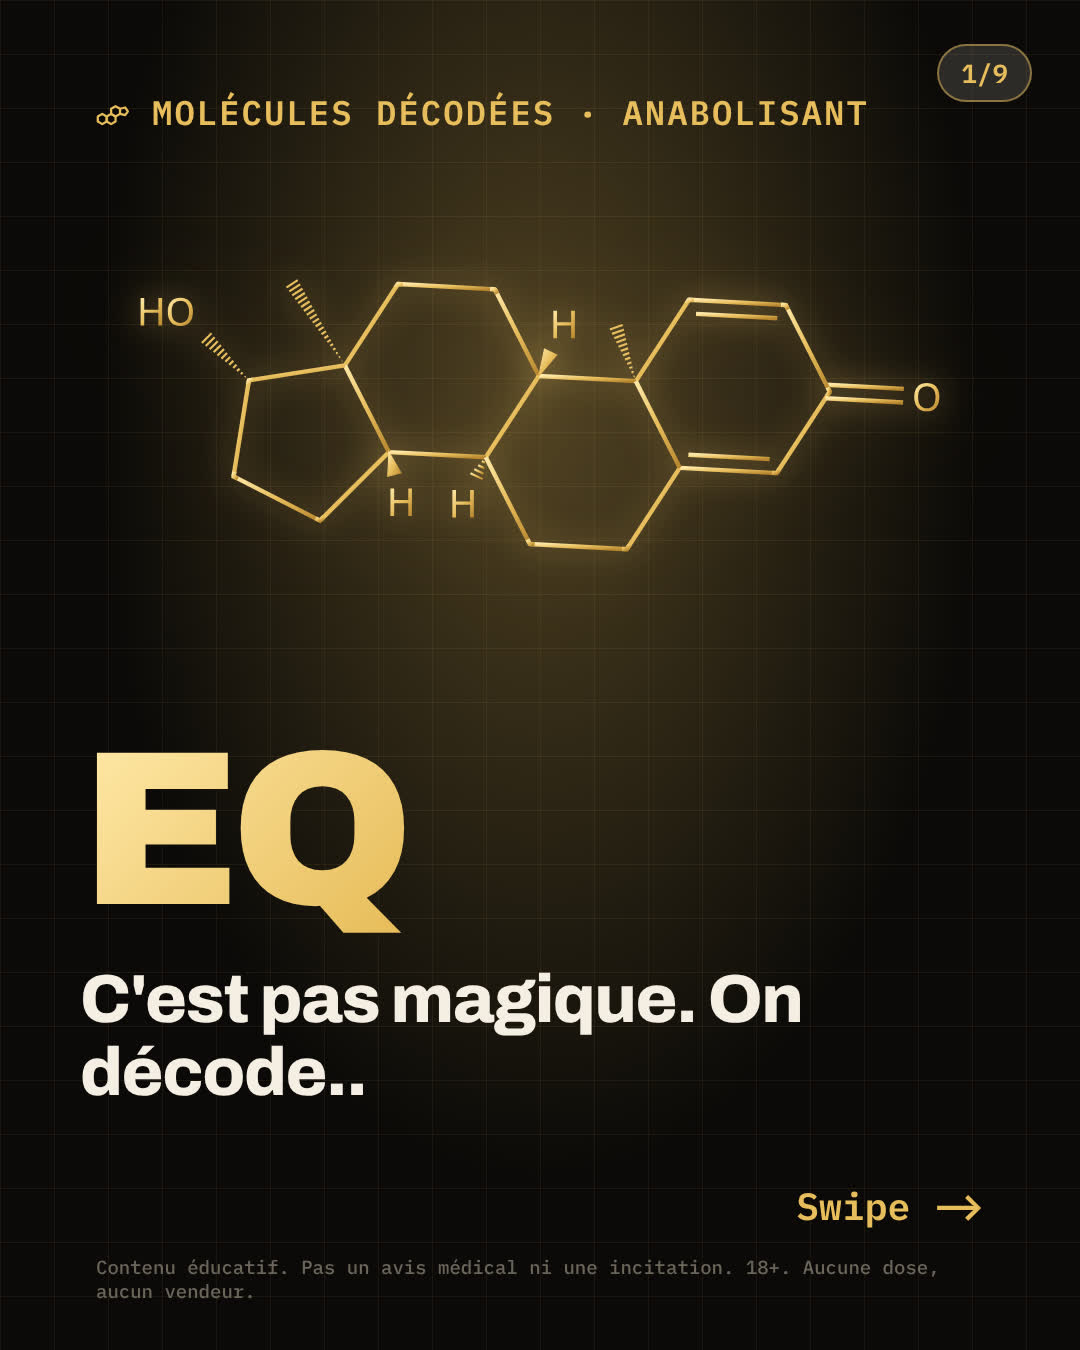 1/9
MOLÉCULES DÉCODÉES · ANABOLISANT
HO
H
O
H
H
EQ
C'est pas magique. On
décode..
Swipe →
Contenu éducatif. Pas un avis médical ni une incitation. 18+. Aucune dose,
aucun vendeur.